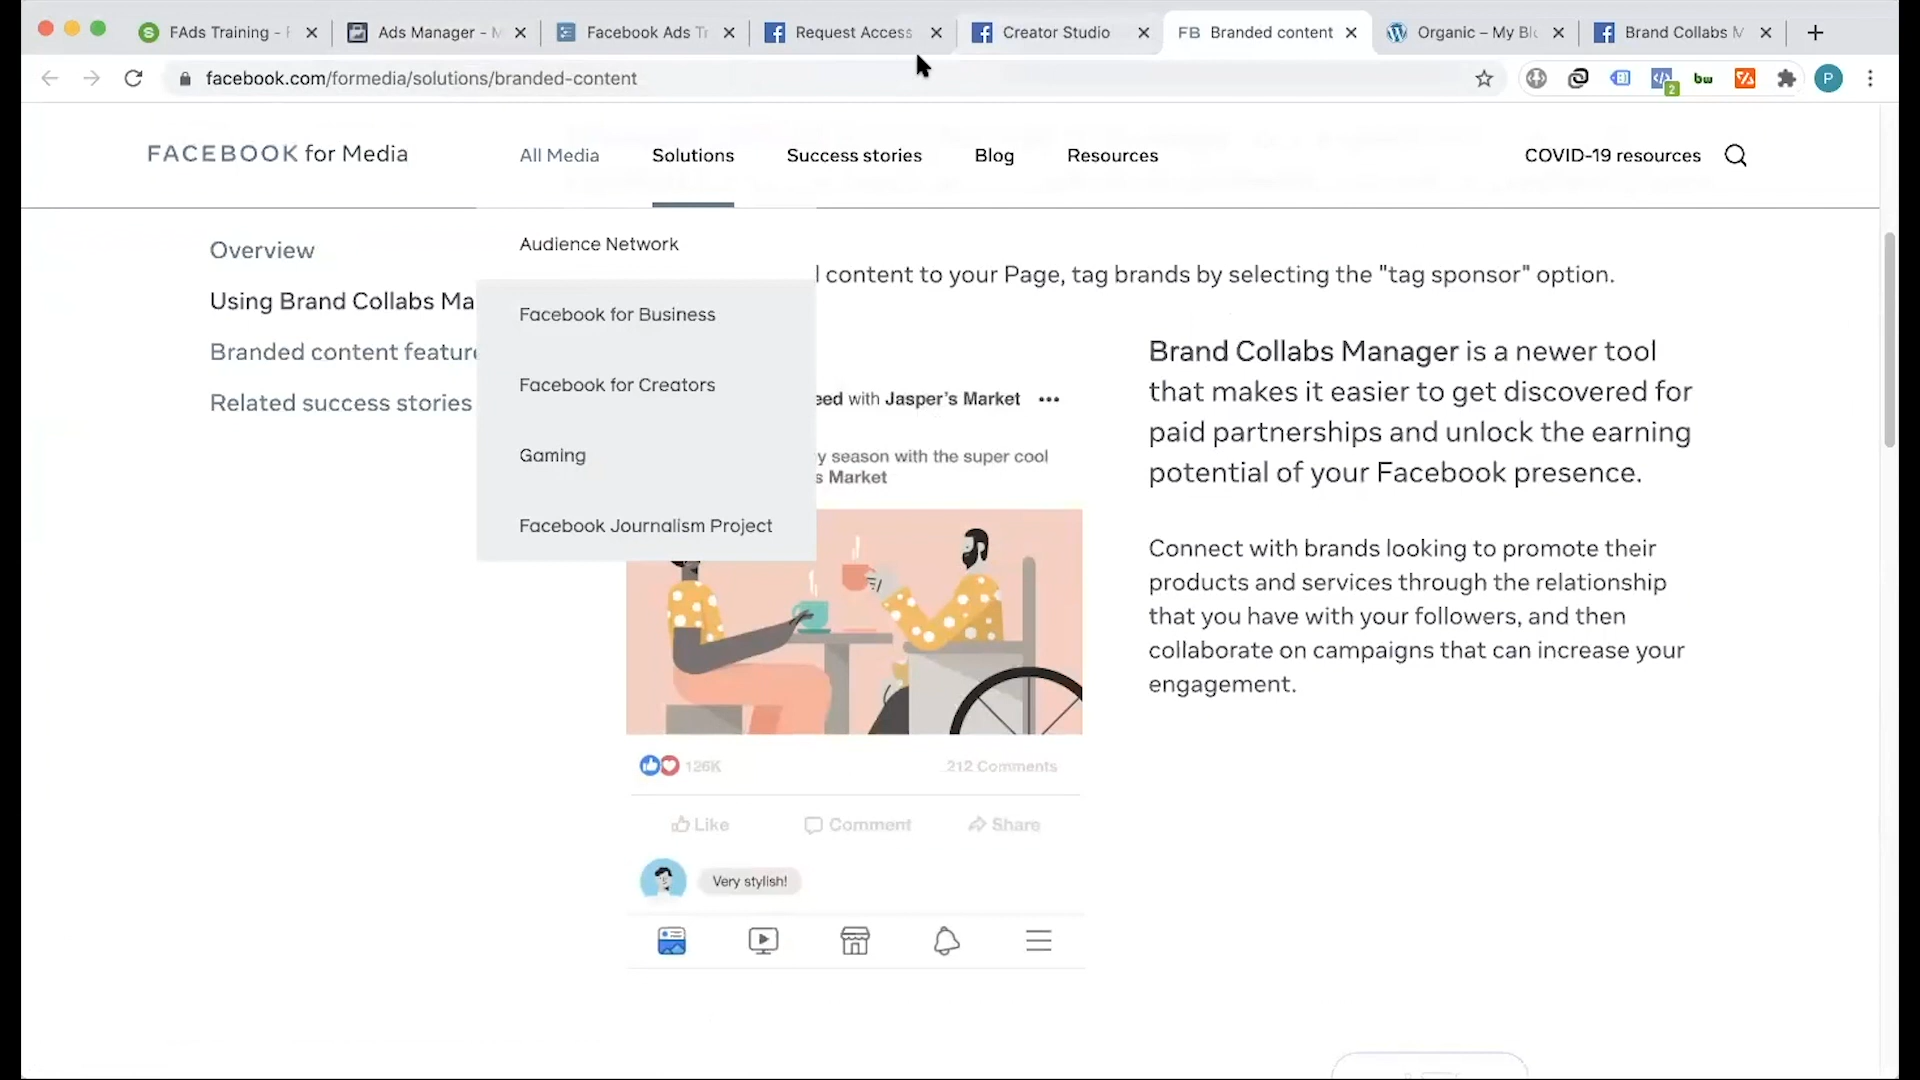 FAds Training - F
Ads Manager - M
Facebook Ads Tr
Request Access
Creator Studio
FB Branded content
Organic – My Blo
Brand Collabs M
facebook.com/formedia/solutions/branded-content
2
bw
P
FACEBOOK for Media
All Media
Solutions
Success stories
Blog
Resources
COVID-19 resources
Overview
Using Brand Collabs Ma
Branded content feature
Related success stories
Audience Network
Facebook for Business
Facebook for Creators
Gaming
Facebook Journalism Project
l content to your Page, tag brands by selecting the "tag sponsor" option.
eed with Jasper's Market
y season with the super cool
s Market
126K
212 Comments
Like
Comment
Share
Very stylish!
Brand Collabs Manager is a newer tool
that makes it easier to get discovered for
paid partnerships and unlock the earning
potential of your Facebook presence.
Connect with brands looking to promote their
products and services through the relationship
that you have with your followers, and then
collaborate on campaigns that can increase your
engagement.